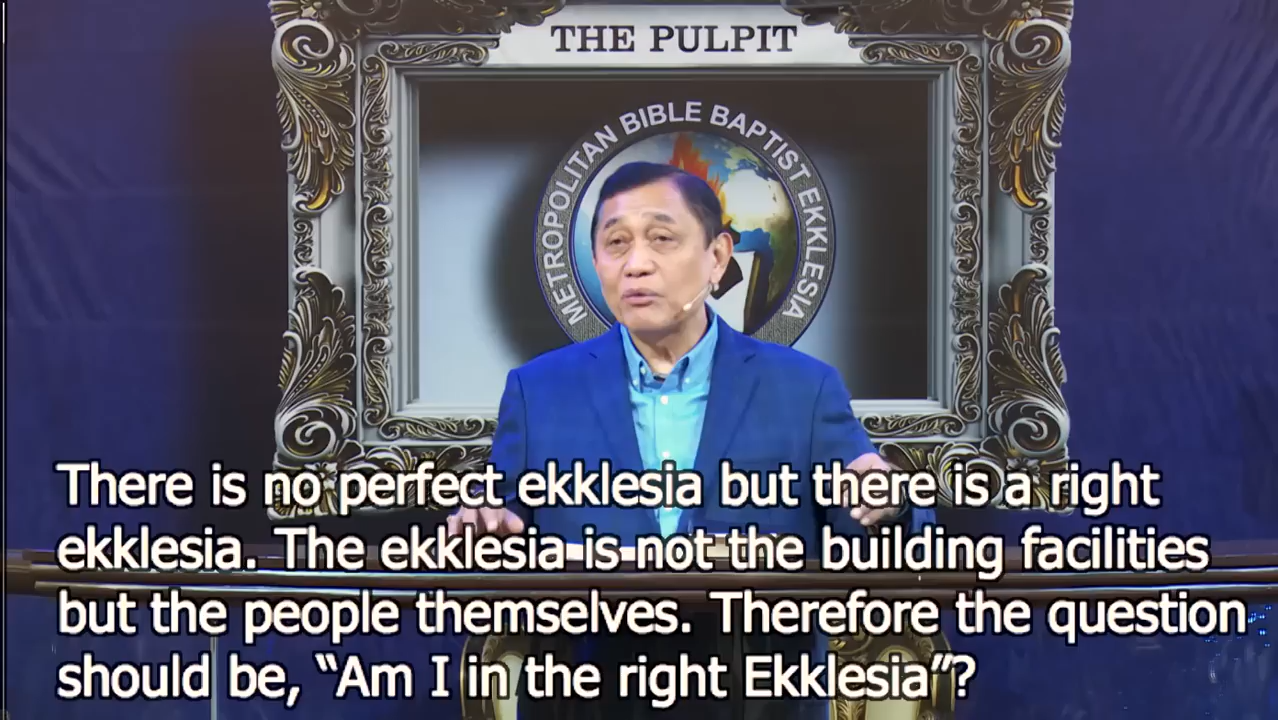 THE PULPIT
METROPOLITAN BIBLE BAPTIST EKKLESIA
There is no perfect ekklesia but there is a right
ekklesia. The ekklesia is not the building facilities
but the people themselves. Therefore the question
should be, “Am I in the right Ekklesia”?